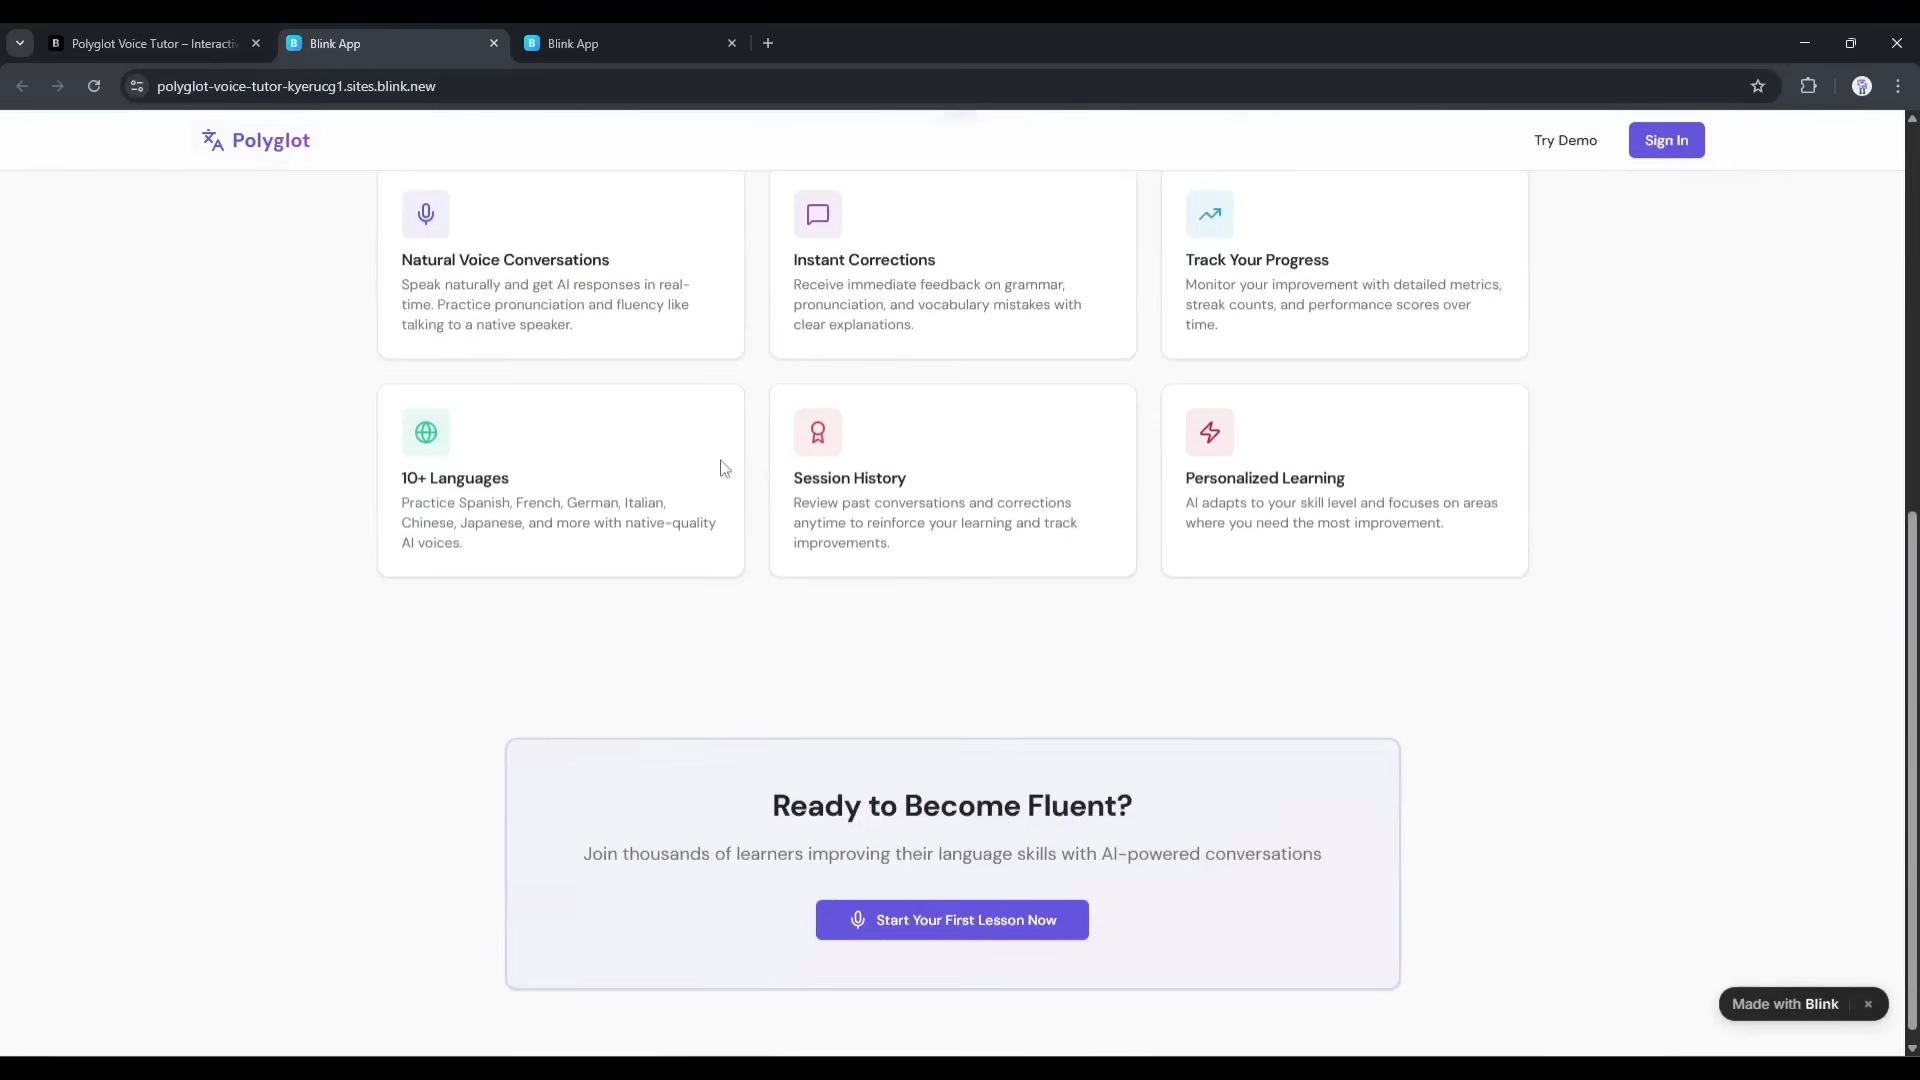 Polyglot Voice Tutor – Interactiv
Blink App
Blink App
polyglot-voice-tutor-kyerucg1.sites.blink.new
Polyglot
Try Demo
Sign In
Natural Voice Conversations
Speak naturally and get AI responses in real-
time. Practice pronunciation and fluency like
talking to a native speaker.
Instant Corrections
Receive immediate feedback on grammar,
pronunciation, and vocabulary mistakes with
clear explanations.
Track Your Progress
Monitor your improvement with detailed metrics,
streak counts, and performance scores over
time.
10+ Languages
Practice Spanish, French, German, Italian,
Chinese, Japanese, and more with native-quality
AI voices.
Session History
Review past conversations and corrections
anytime to reinforce your learning and track
improvements.
Personalized Learning
AI adapts to your skill level and focuses on areas
where you need the most improvement.
Ready to Become Fluent?
Join thousands of learners improving their language skills with AI-powered conversations
Start Your First Lesson Now
Made with Blink